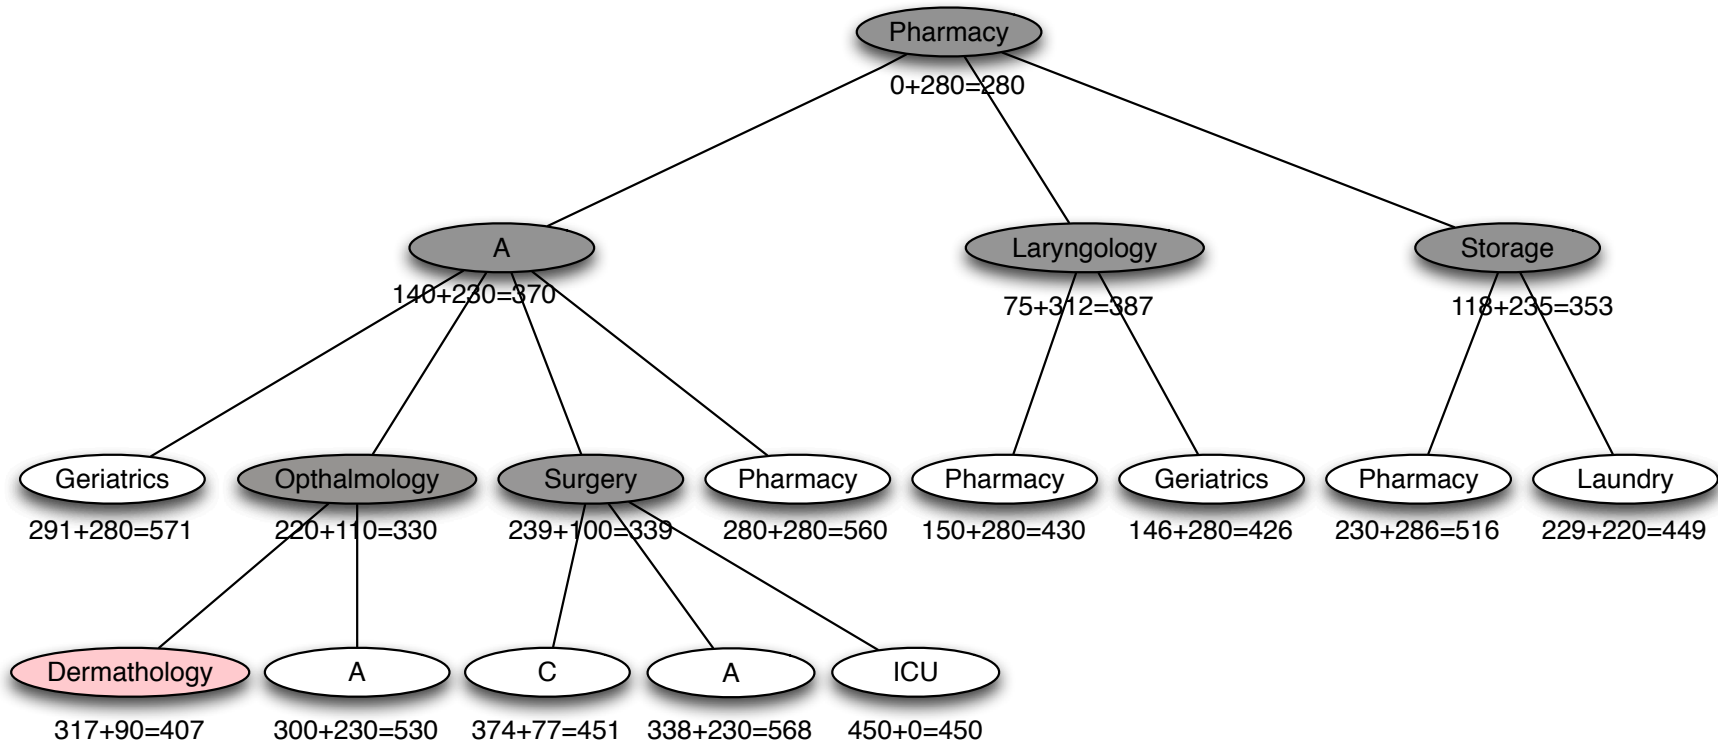 Pharmacy
0+280=280
A
Laryngology
Storage
140+230=370
75+312=387
118+235=353
Geriatrics
Opthalmology
Surgery
Pharmacy
Pharmacy
Geriatrics
Pharmacy
Laundry
291+280=571
220+110=330
239+100=339
280+280=560
150+280=430
146+280=426
230+286=516
229+220=449
Dermathology
A
C
A
ICU
317+90=407
300+230=530
374+77=451
338+230=568
450+0=450